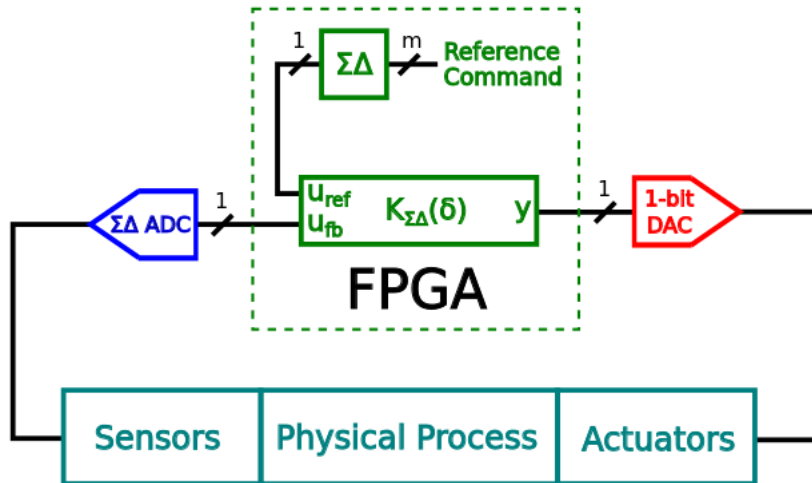 1
ΣΔ
m
Reference
Command
ΣΔ ADC
1
u_ref
u_fb
K_ΣΔ(δ)
y
1
1-bit
DAC
FPGA
Sensors
Physical Process
Actuators